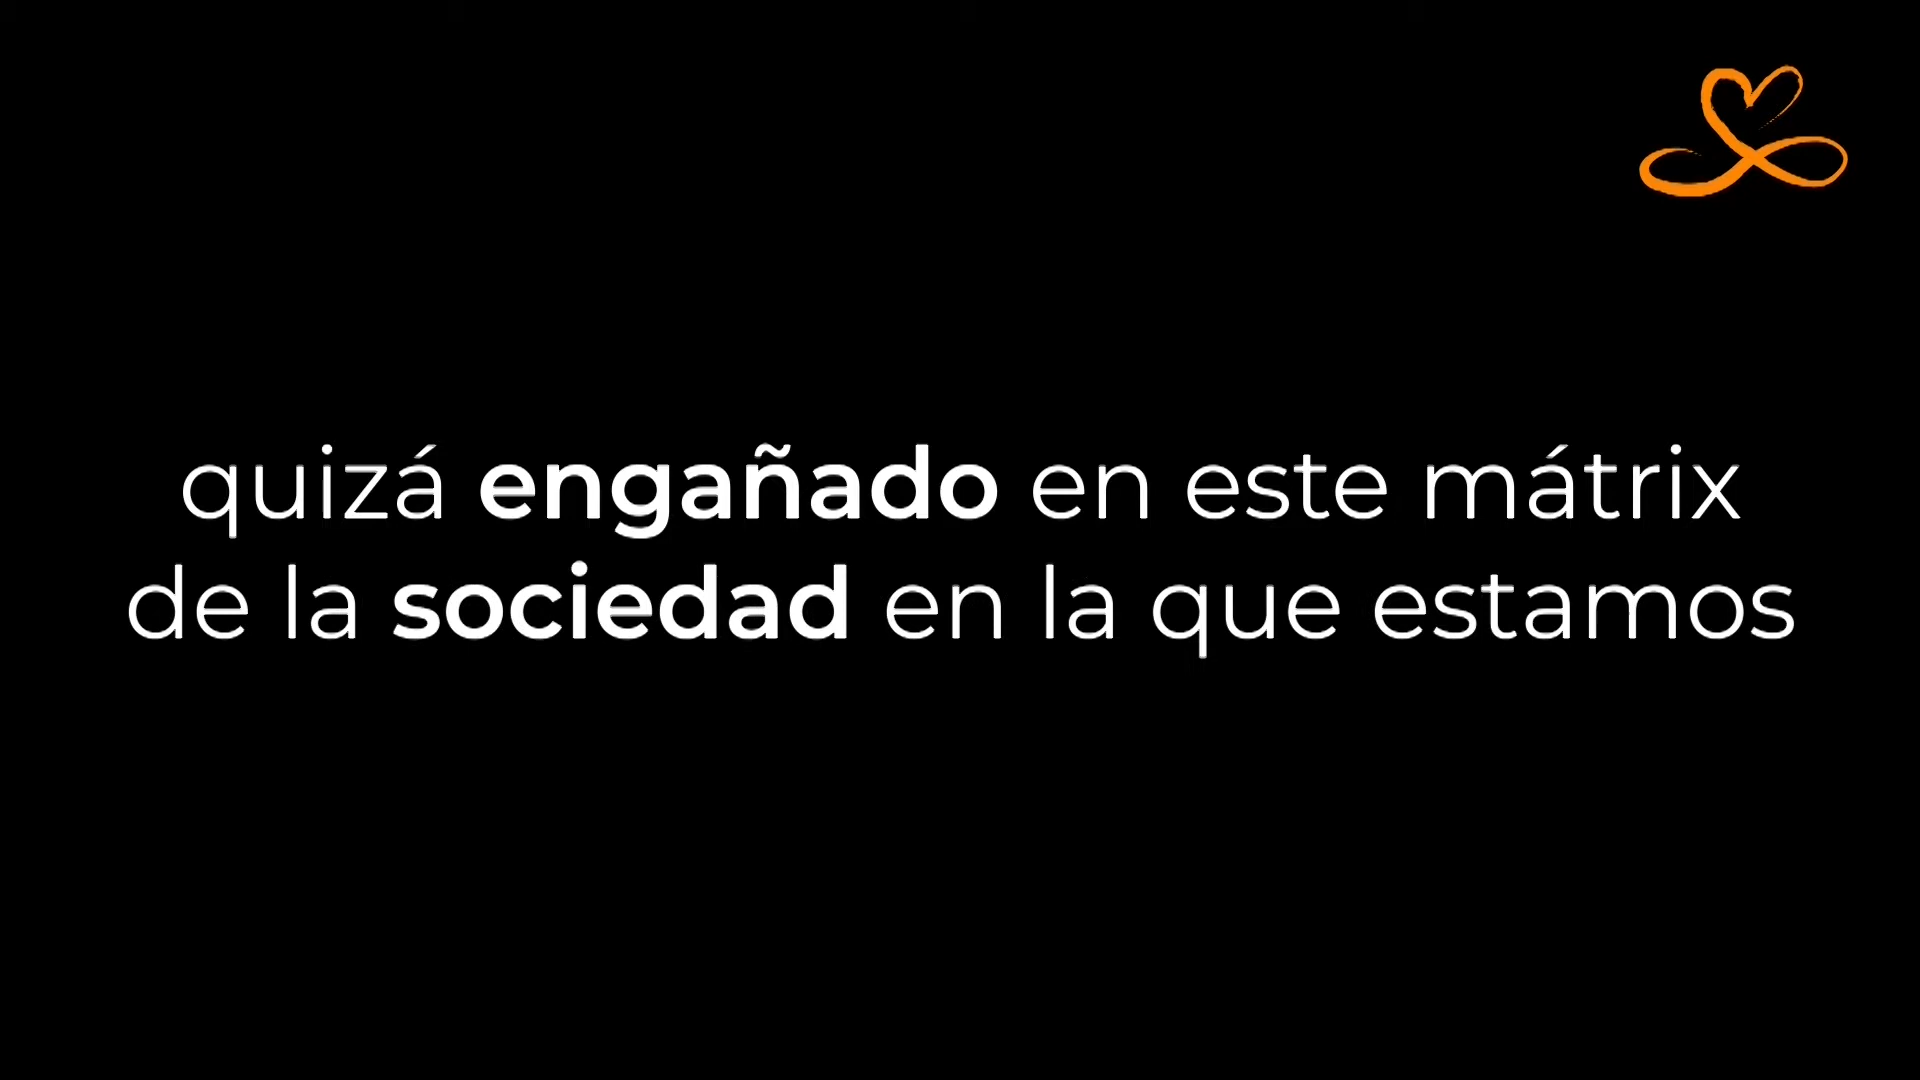 quizá engañado en este mátrix
de la sociedad en la que estamos